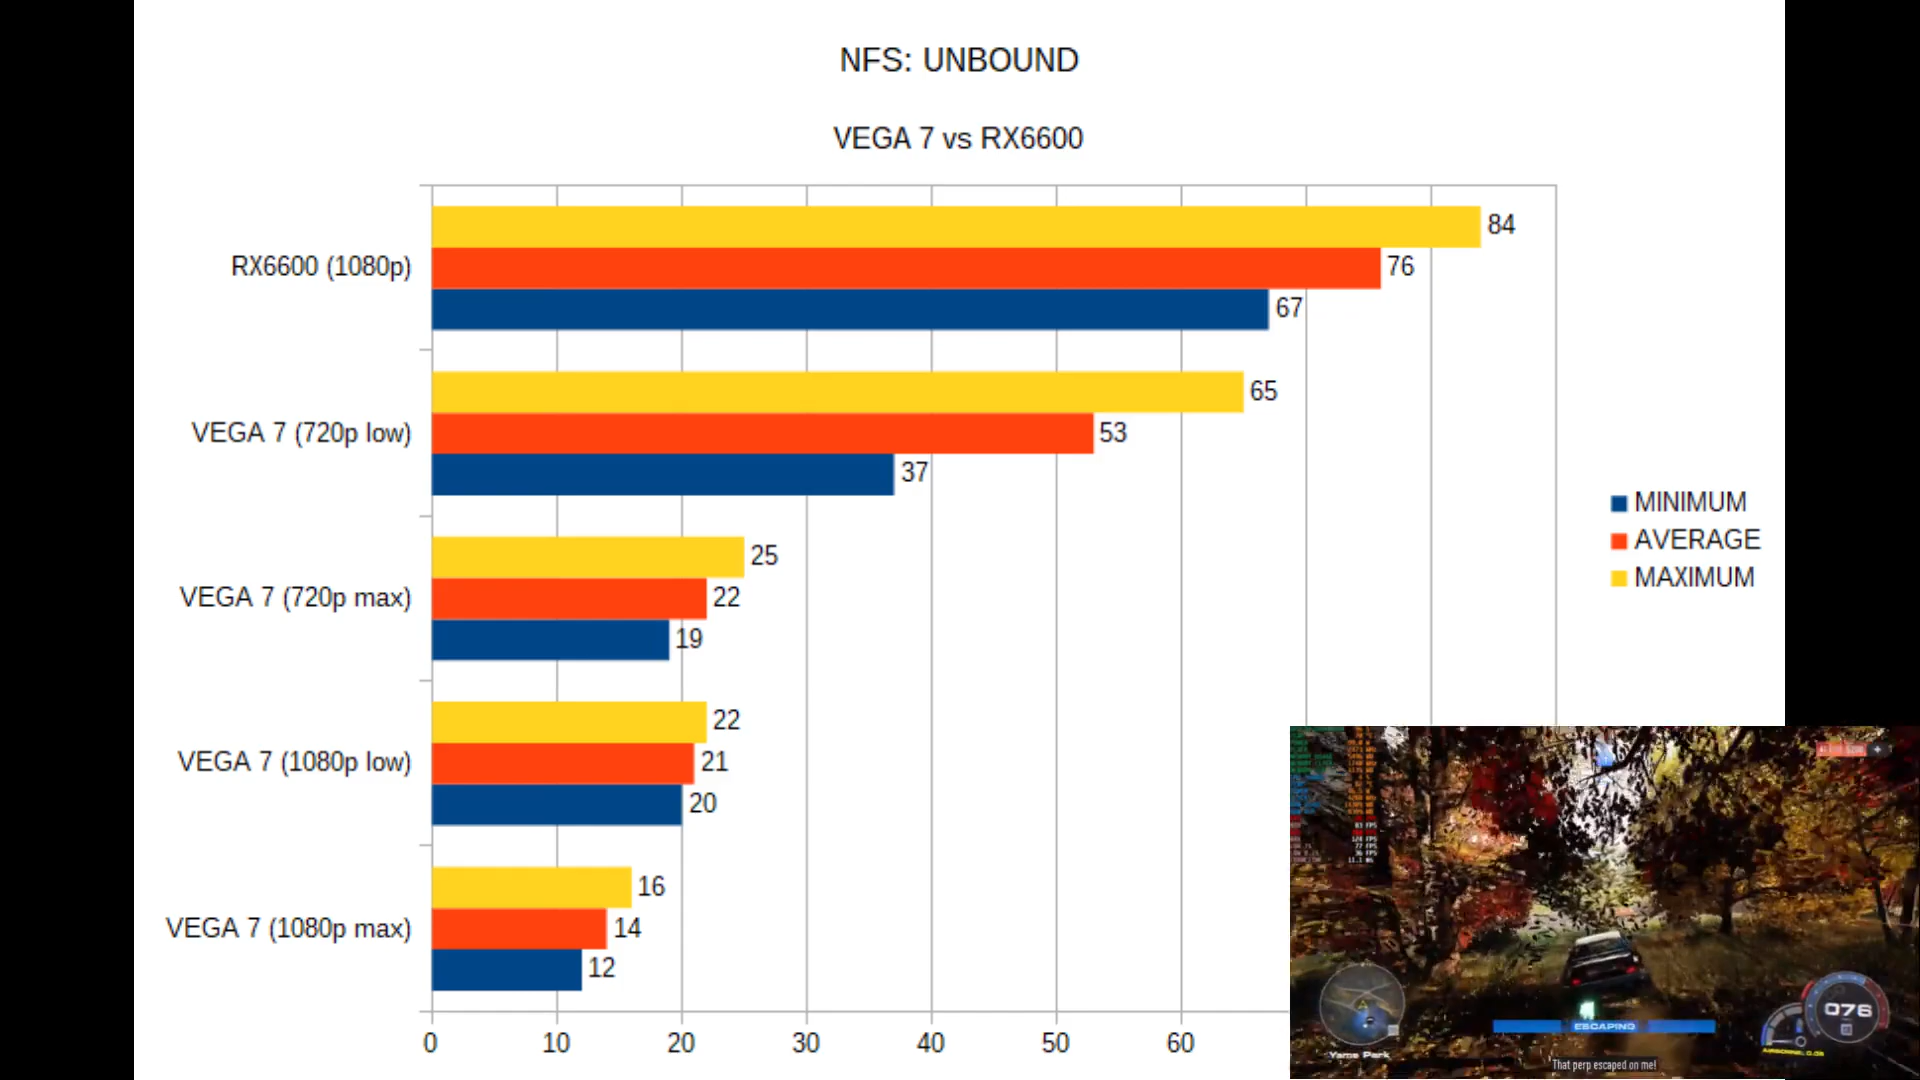 NFS: UNBOUND
VEGA 7 vs RX6600
RX6600 (1080p)
84
76
67
VEGA 7 (720p low)
65
53
37
VEGA 7 (720p max)
25
22
19
VEGA 7 (1080p low)
22
21
20
VEGA 7 (1080p max)
16
14
12
0
10
20
30
40
50
60
MINIMUM
AVERAGE
MAXIMUM
Yama Park
ESCAPING
That perp escaped on me!
076